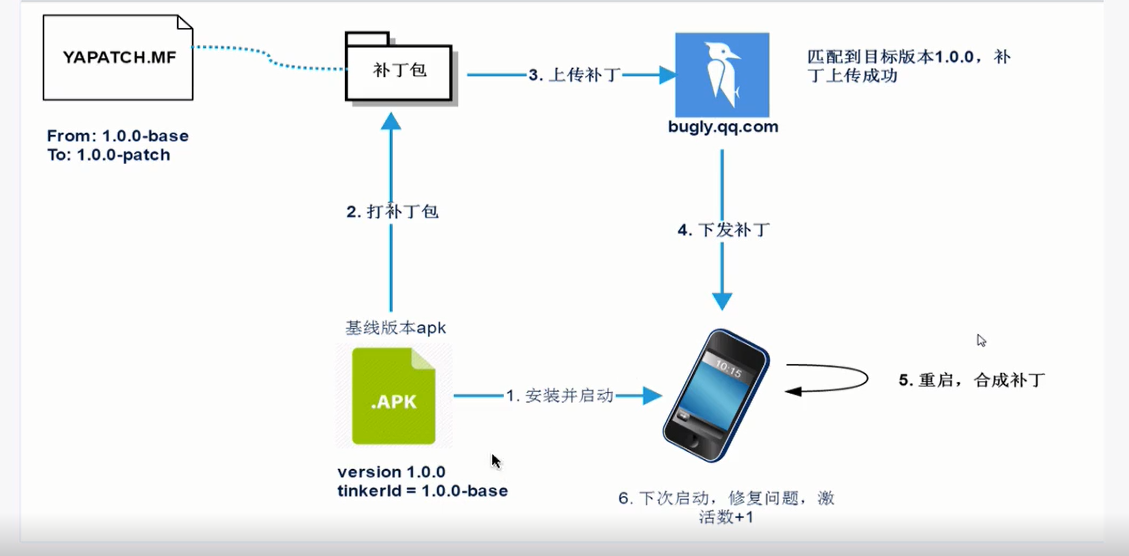 YAPATCH.MF
From: 1.0.0-base
To: 1.0.0-patch
补丁包
3. 上传补丁
bugly.qq.com
匹配到目标版本1.0.0，补
丁上传成功
2. 打补丁包
4. 下发补丁
基线版本apk
.APK
version 1.0.0
tinkerId = 1.0.0-base
1. 安装并启动
10:15
5. 重启，合成补丁
6. 下次启动，修复问题，激
活数+1